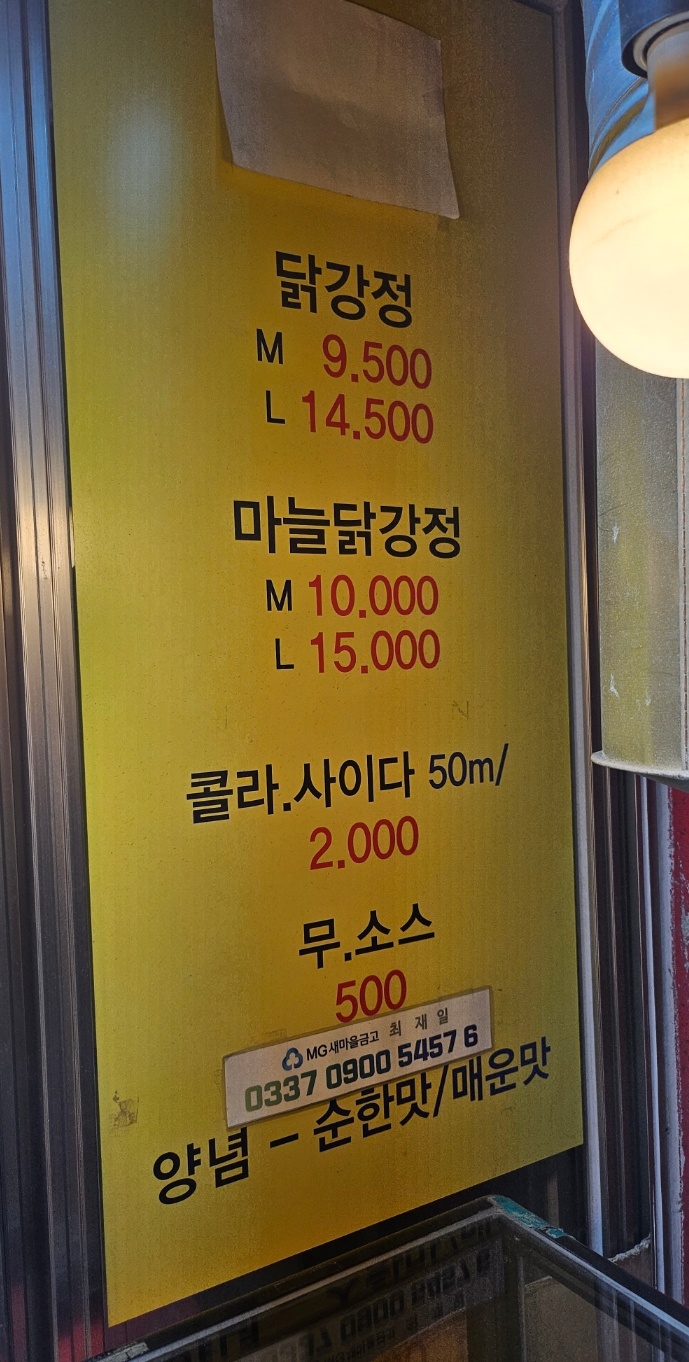 닭강정
M 9.500
L 14.500
마늘닭강정
M 10.000
L 15.000
콜라.사이다 50ml
2.000
무.소스
500
MG새마을금고 최재일
0337 0900 5457 6
양념 - 순한맛/매운맛